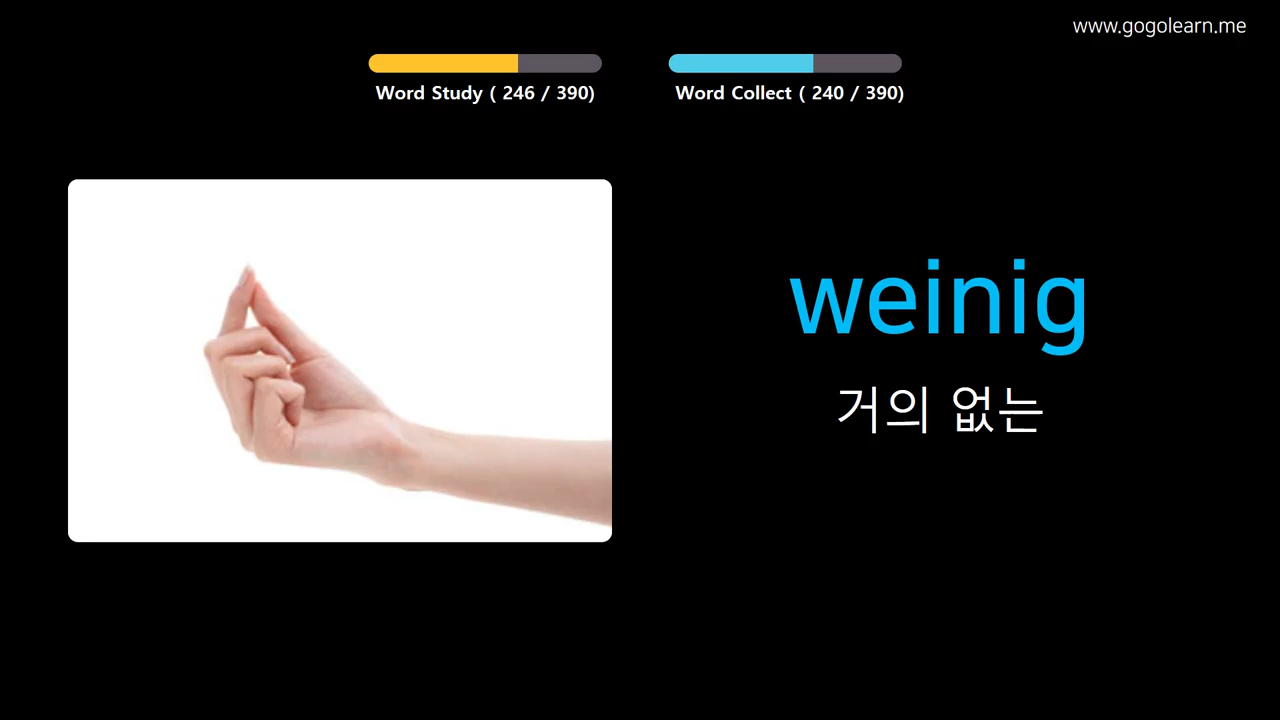 www.gogolearn.me
Word Study ( 246 / 390)
Word Collect ( 240 / 390)
weinig
거의 없는